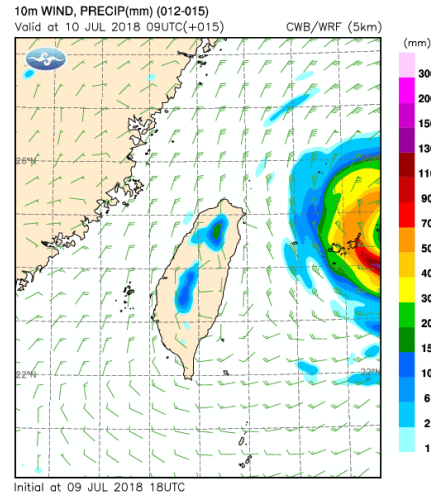 10m WIND, PRECIP(mm) (012-015)
Valid at 10 JUL 2018 09UTC(+015) CWB/WRF (5km)
(mm)
300
200
150
130
110
90
70
50
40
30
20
15
10
6
2
1
26°N
22°N
22°N
Initial at 09 JUL 2018 18UTC